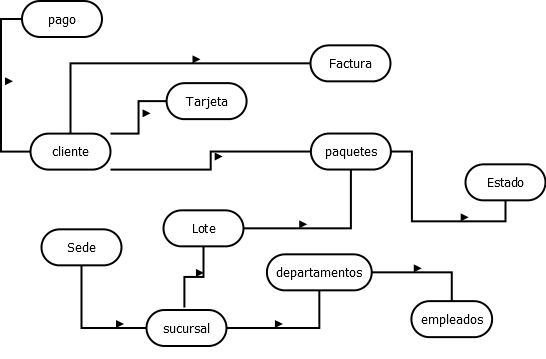 pago
Factura
Tarjeta
cliente
paquetes
Estado
Lote
Sede
departamentos
sucursal
empleados